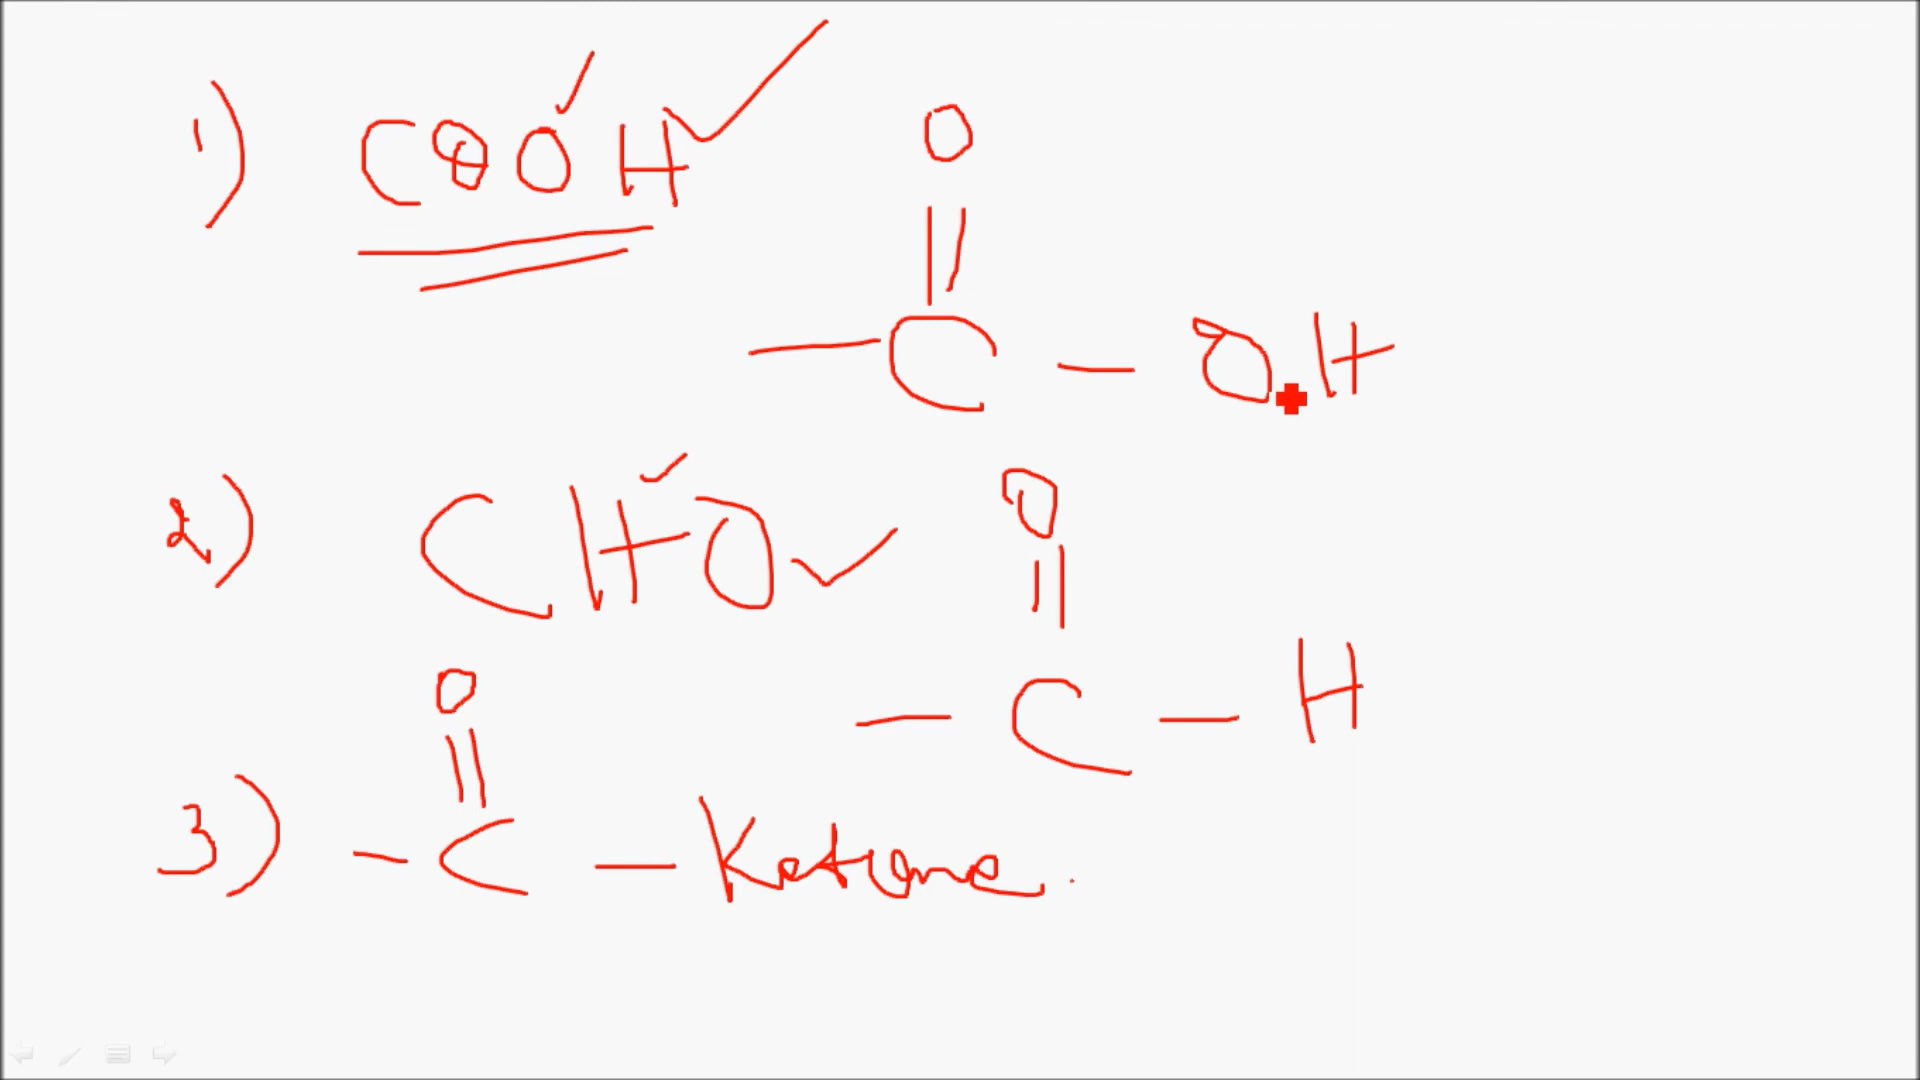 1) COOH
O
||
— C — OH
2) CHO
O
||
— C — H
O
||
3) — C — Ketone.